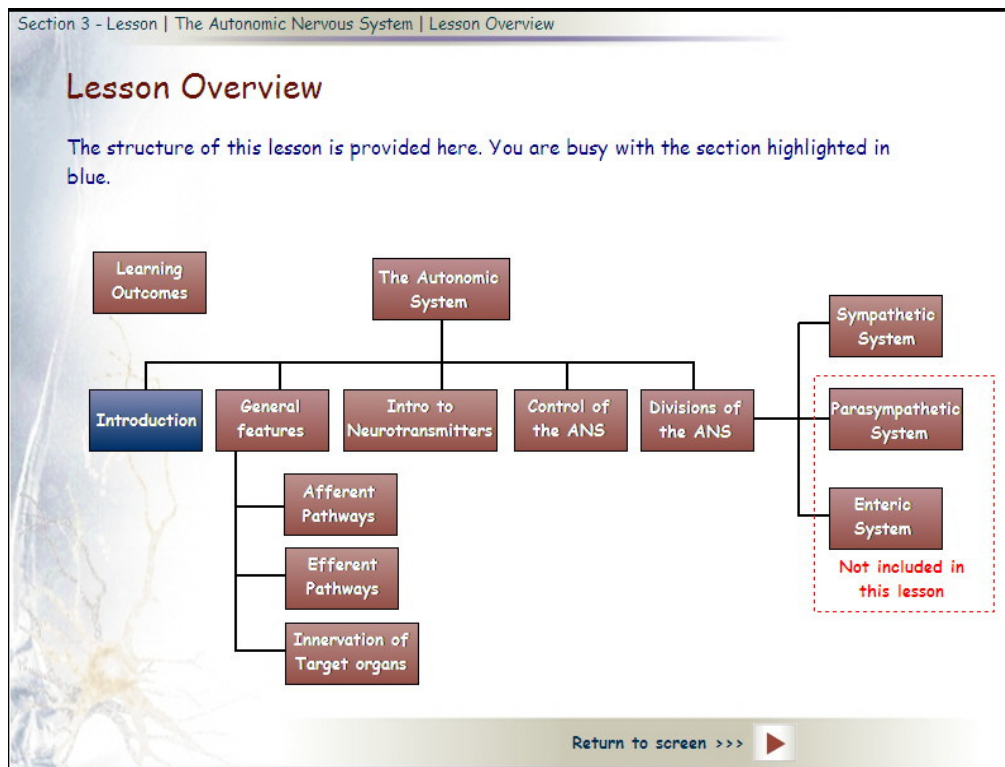 Section 3 - Lesson | The Autonomic Nervous System | Lesson Overview
Lesson Overview
The structure of this lesson is provided here. You are busy with the section highlighted in
blue.
Learning
Outcomes
The Autonomic
System
Introduction
General
features
Intro to
Neurotransmitters
Control of
the ANS
Divisions of
the ANS
Afferent
Pathways
Efferent
Pathways
Innervation of
Target organs
Sympathetic
System
Parasympathetic
System
Enteric
System
Not included in
this lesson
Return to screen >>>